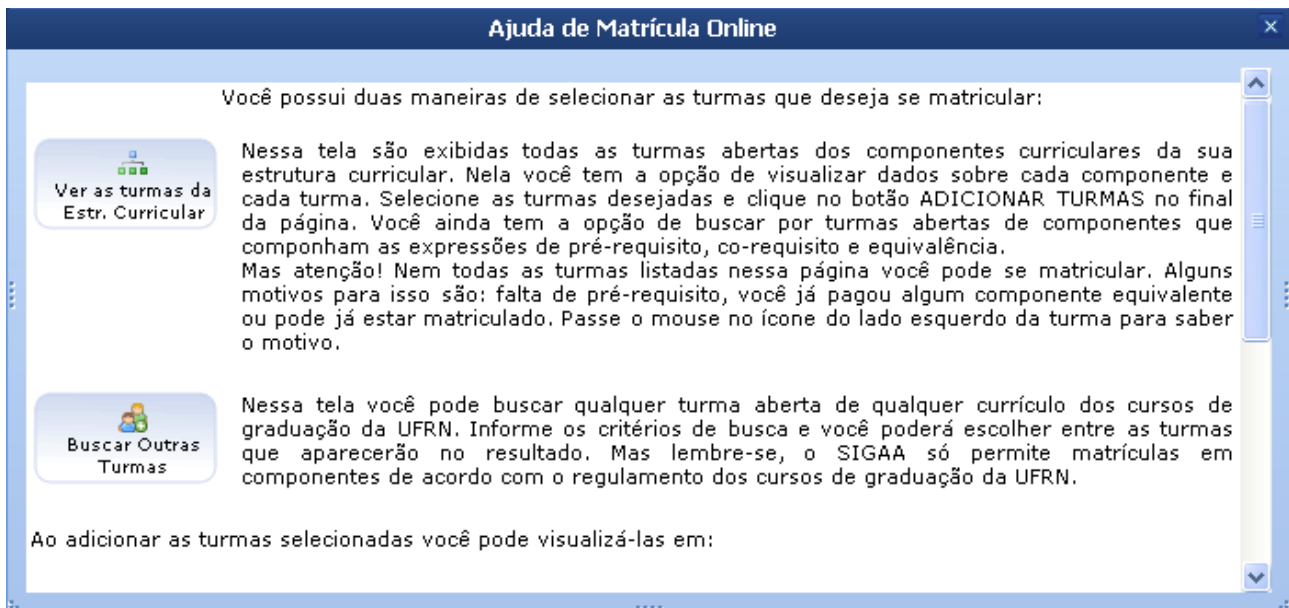 Ajuda de Matrícula Online
Você possui duas maneiras de selecionar as turmas que deseja se matricular:
Ver as turmas da
Estr. Curricular
Nessa tela são exibidas todas as turmas abertas dos componentes curriculares da sua
estrutura curricular. Nela você tem a opção de visualizar dados sobre cada componente e
cada turma. Selecione as turmas desejadas e clique no botão ADICIONAR TURMAS no final
da página. Você ainda tem a opção de buscar por turmas abertas de componentes que
componham as expressões de pré-requisito, co-requisito e equivalência.
Mas atenção! Nem todas as turmas listadas nessa página você pode se matricular. Alguns
motivos para isso são: falta de pré-requisito, você já pagou algum componente equivalente
ou pode já estar matriculado. Passe o mouse no ícone do lado esquerdo da turma para saber
o motivo.
Buscar Outras
Turmas
Nessa tela você pode buscar qualquer turma aberta de qualquer currículo dos cursos de
graduação da UFRN. Informe os critérios de busca e você poderá escolher entre as turmas
que aparecerão no resultado. Mas lembre-se, o SIGAA só permite matrículas em
componentes de acordo com o regulamento dos cursos de graduação da UFRN.
Ao adicionar as turmas selecionadas você pode visualizá-las em: